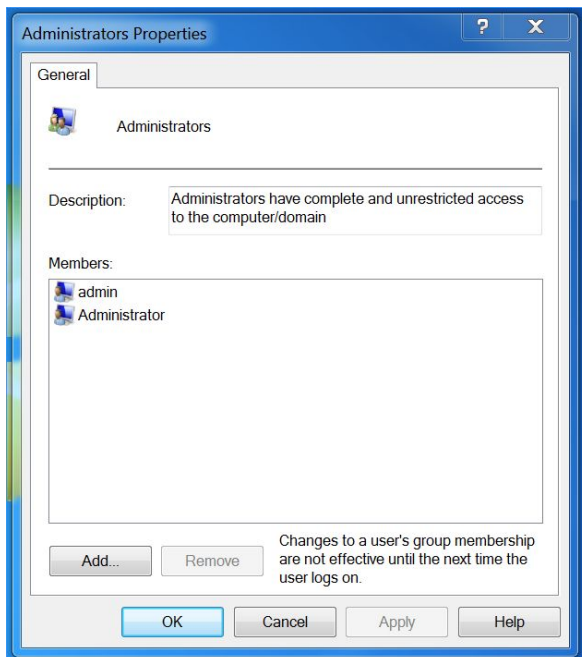 Administrators Properties
?
X
General
Administrators
Description:
Administrators have complete and unrestricted access
to the computer/domain
Members:
admin
Administrator
Add...
Remove
Changes to a user's group membership
are not effective until the next time the
user logs on.
OK
Cancel
Apply
Help